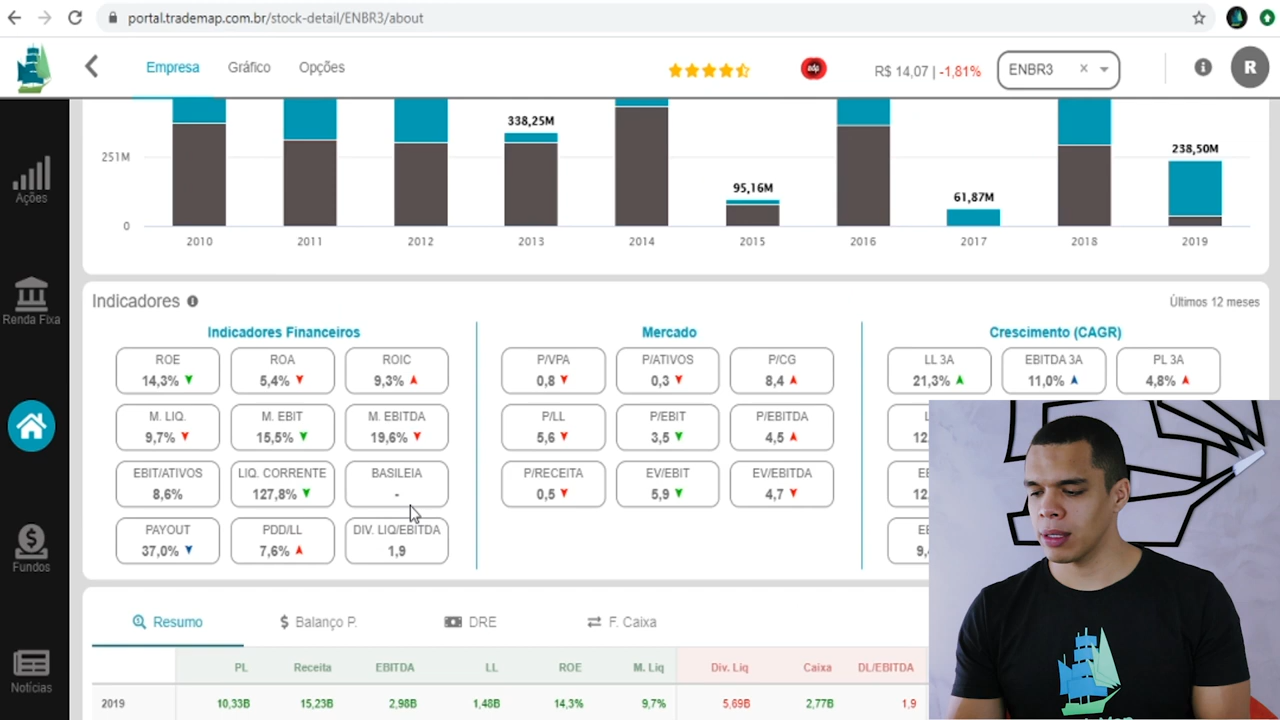 portal.trademap.com.br/stock-detail/ENBR3/about
Empresa Gráfico Opções
edp
R$ 14,07 | -1,81%
ENBR3 ×
R
Ações
Renda Fixa
Fundos
Notícias
338,25M
95,16M
61,87M
238,50M
251M
0
2010 2011 2012 2013 2014 2015 2016 2017 2018 2019
Indicadores
Últimos 12 meses
Indicadores Financeiros
ROE ROA ROIC
14,3% 5,4% 9,3%
M. LIQ. M. EBIT M. EBITDA
9,7% 15,5% 19,6%
EBIT/ATIVOS LIQ. CORRENTE BASILEIA
8,6% 127,8% -
PAYOUT PDD/LL DIV. LIQ/EBITDA
37,0% 7,6% 1,9
Mercado
P/VPA P/ATIVOS P/CG
0,8 0,3 8,4
P/LL P/EBIT P/EBITDA
5,6 3,5 4,5
P/RECEITA EV/EBIT EV/EBITDA
0,5 5,9 4,7
Crescimento (CAGR)
LL 3A EBITDA 3A PL 3A
21,3% 11,0% 4,8%
Resumo $ Balanço P. DRE F. Caixa
PL Receita EBITDA LL ROE M. Liq Div. Liq Caixa DL/EBITDA
2019 10,33B 15,23B 2,98B 1,48B 14,3% 9,7% 5,69B 2,77B 1,9